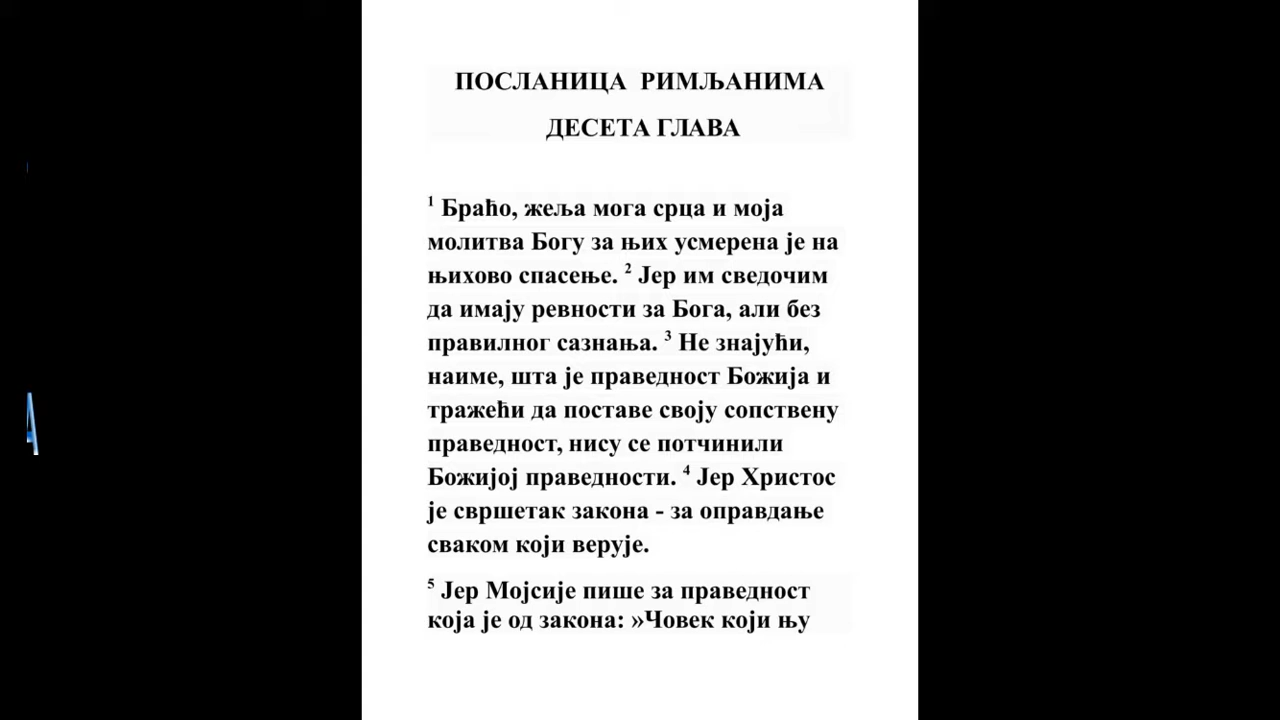 ПОСЛАНИЦА РИМЉАНИМА
ДЕСЕТА ГЛАВА
1 Браћо, жеља мога срца и моја
молитва Богу за њих усмерена је на
њихово спасење. 2 Јер им сведочим
да имају ревности за Бога, али без
правилног сазнања. 3 Не знајући,
наиме, шта је праведност Божија и
тражећи да поставе своју сопствену
праведност, нису се потчинили
Божијој праведности. 4 Јер Христос
је свршетак закона - за оправдање
сваком који верује.
5 Јер Мојсије пише за праведност
која је од закона: »Човек који њу